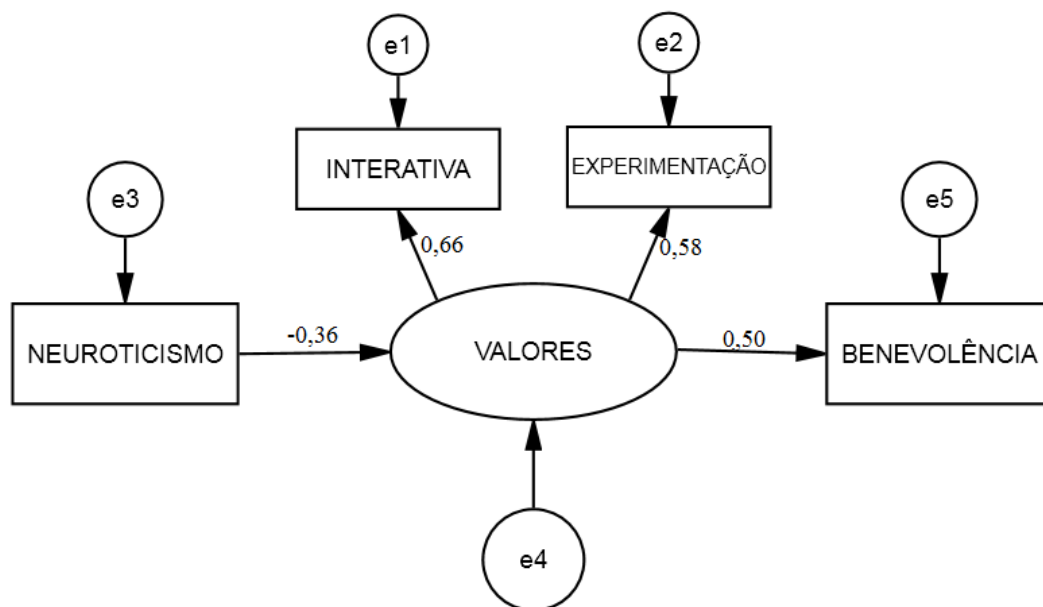 e1
e2
INTERATIVA
EXPERIMENTAÇÃO
e3
e5
0,66
0,58
NEUROTICISMO
-0,36
VALORES
0,50
BENEVOLÊNCIA
e4